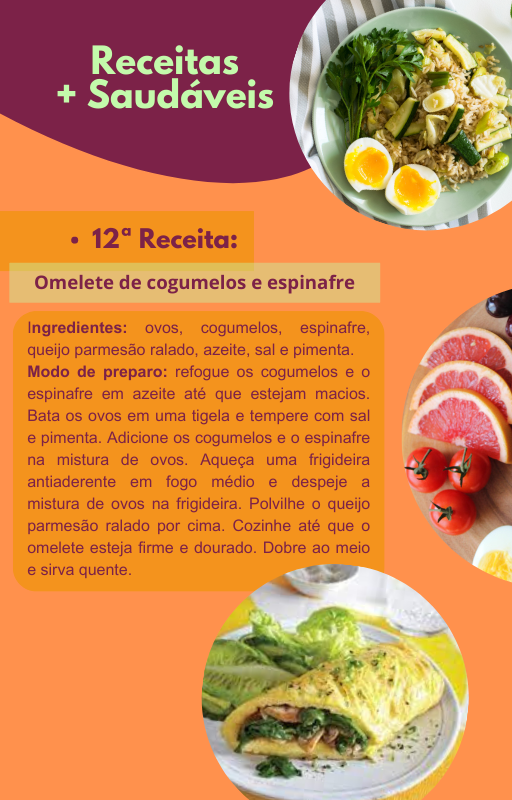 Receitas
+ Saudáveis
• 12ª Receita:
Omelete de cogumelos e espinafre
Ingredientes: ovos, cogumelos, espinafre,
queijo parmesão ralado, azeite, sal e pimenta.
Modo de preparo: refogue os cogumelos e o
espinafre em azeite até que estejam macios.
Bata os ovos em uma tigela e tempere com sal
e pimenta. Adicione os cogumelos e o espinafre
na mistura de ovos. Aqueça uma frigideira
antiaderente em fogo médio e despeje a
mistura de ovos na frigideira. Polvilhe o queijo
parmesão ralado por cima. Cozinhe até que o
omelete esteja firme e dourado. Dobre ao meio
e sirva quente.